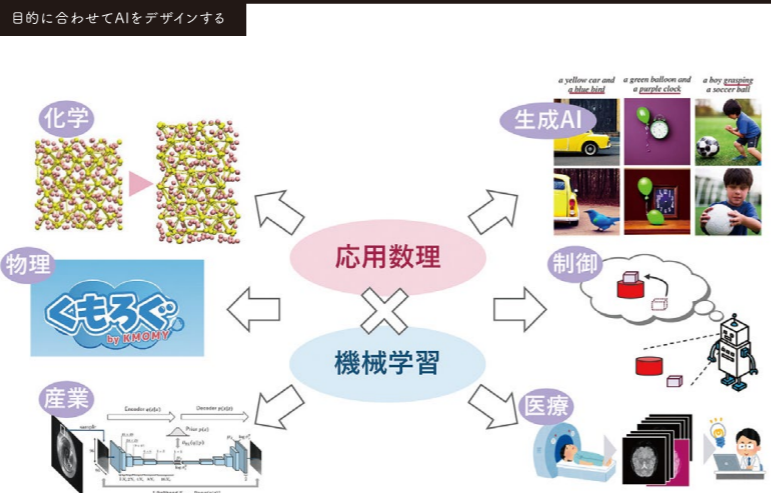 目的に合わせてAIをデザインする
化学
生成AI
a yellow car and
a blue bird
a green balloon and
a purple clock
a boy grasping
a soccer ball
応用数理
物理
くもろぐ
by KMOMY
制御
機械学習
産業
Encoder
Decoder
Prior
医療